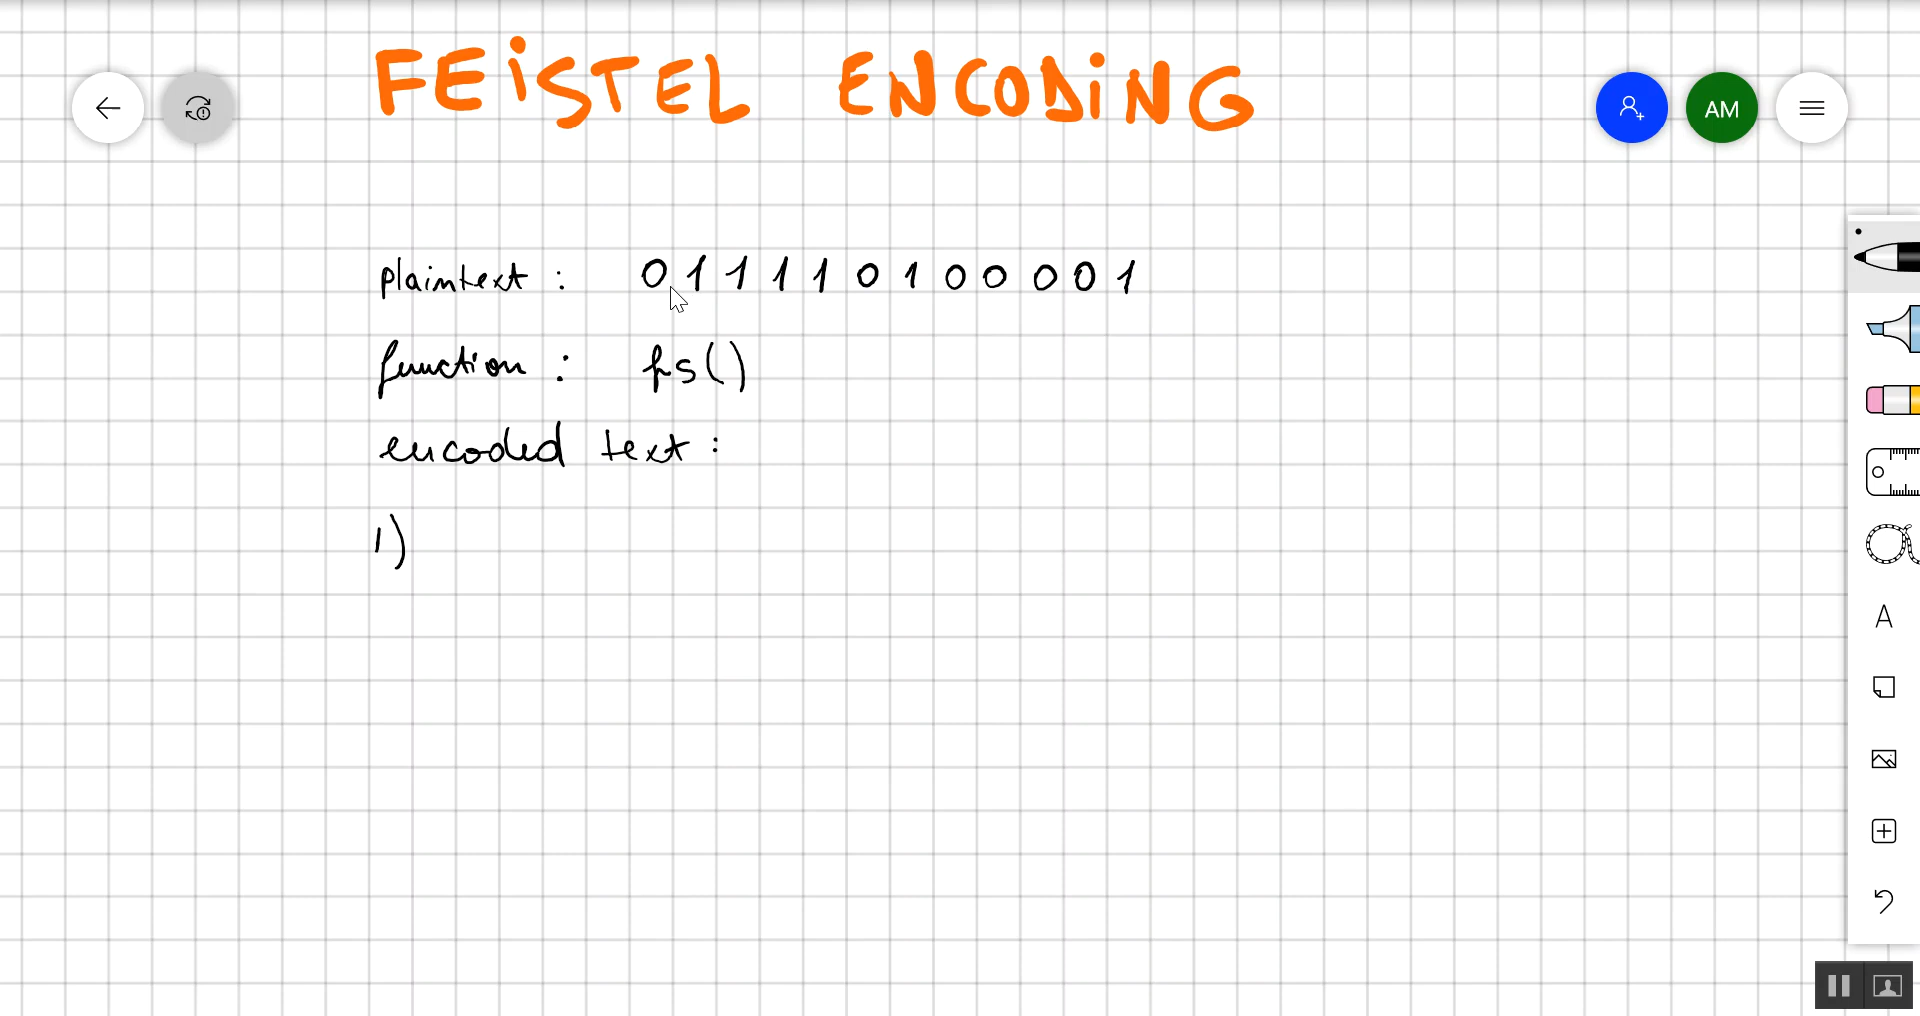 FEiSTEL ENCODiNG
AM
plaintext : 0 1 1 1 1 0 1 0 0 0 0 1
function : fs()
encoded text :
1)
A